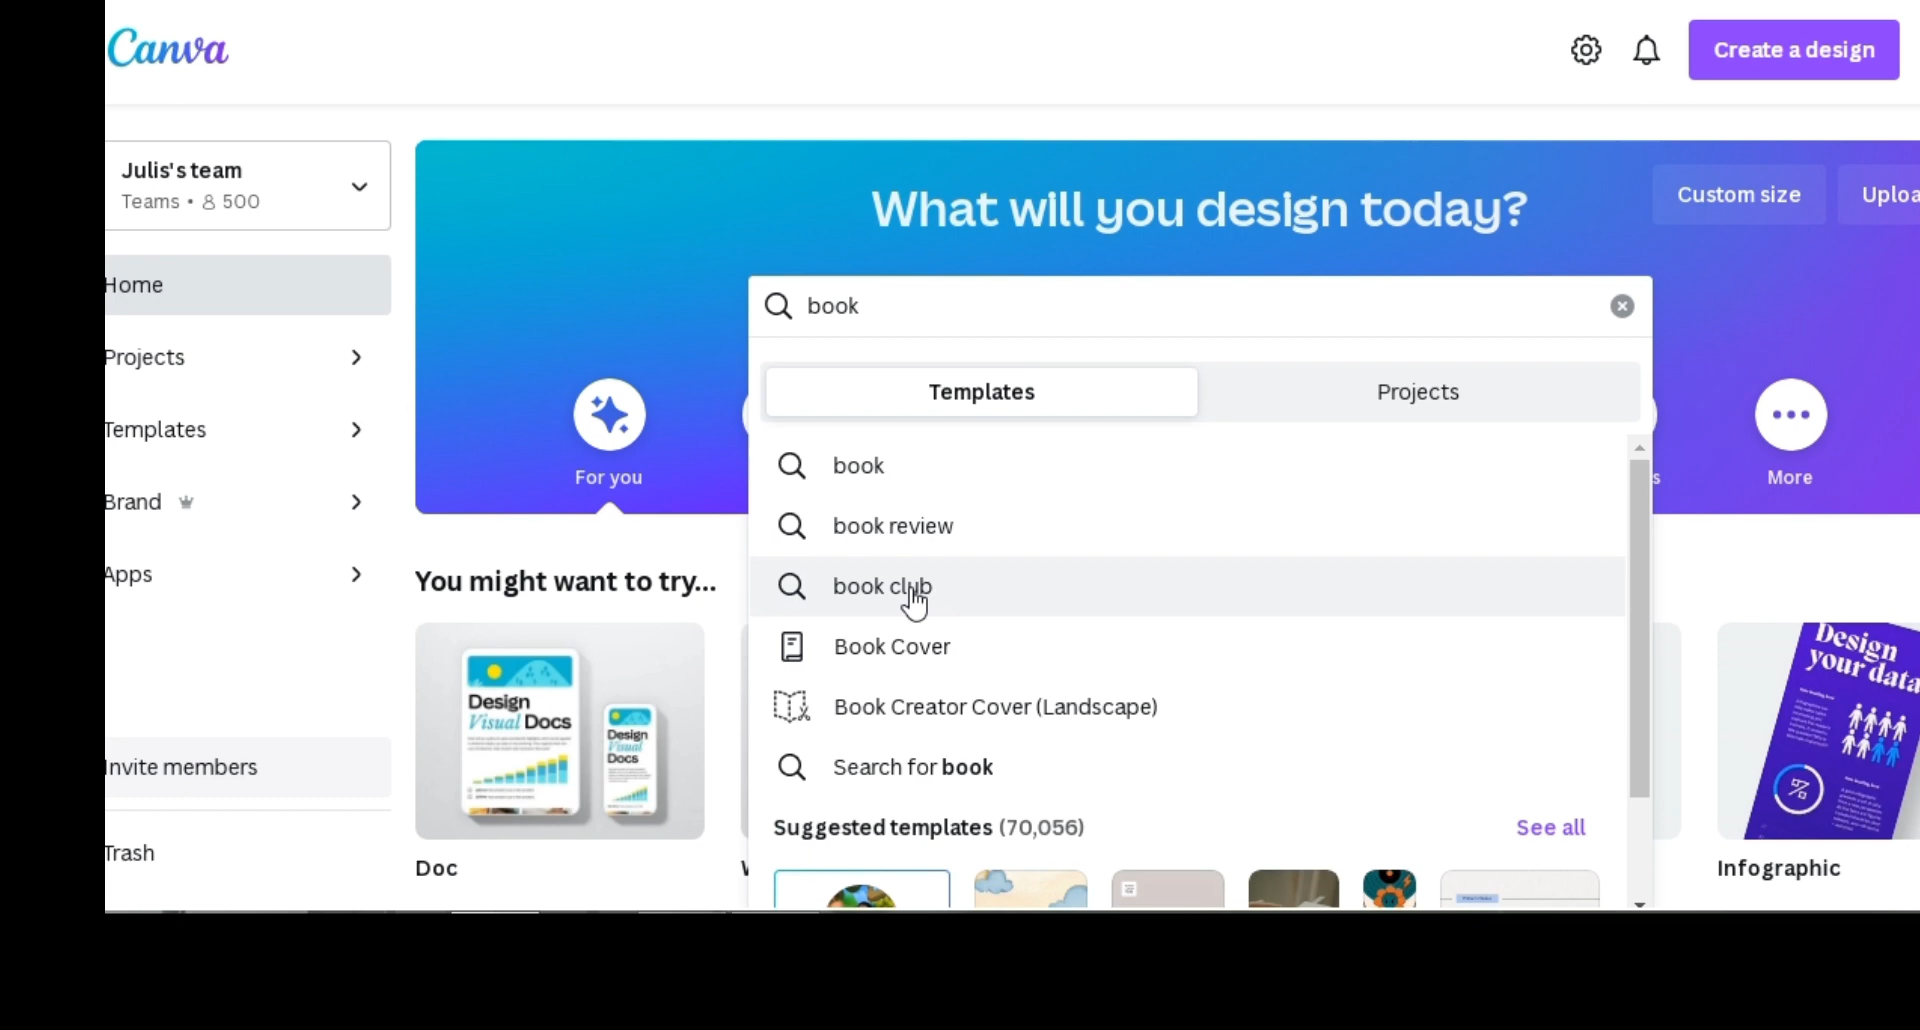 Canva
Create a design
Julis's team
Teams • 500
What will you design today?
Custom size
Uploa
Home
book
Projects
Templates
Projects
Templates
book
For you
s
More
Brand
book review
Apps
You might want to try...
book club
Book Cover
Design
your data
Book Creator Cover (Landscape)
Design
Visual Docs
Design
Visual
Docs
Invite members
Search for book
%
Suggested templates (70,056)
See all
Trash
Doc
Infographic